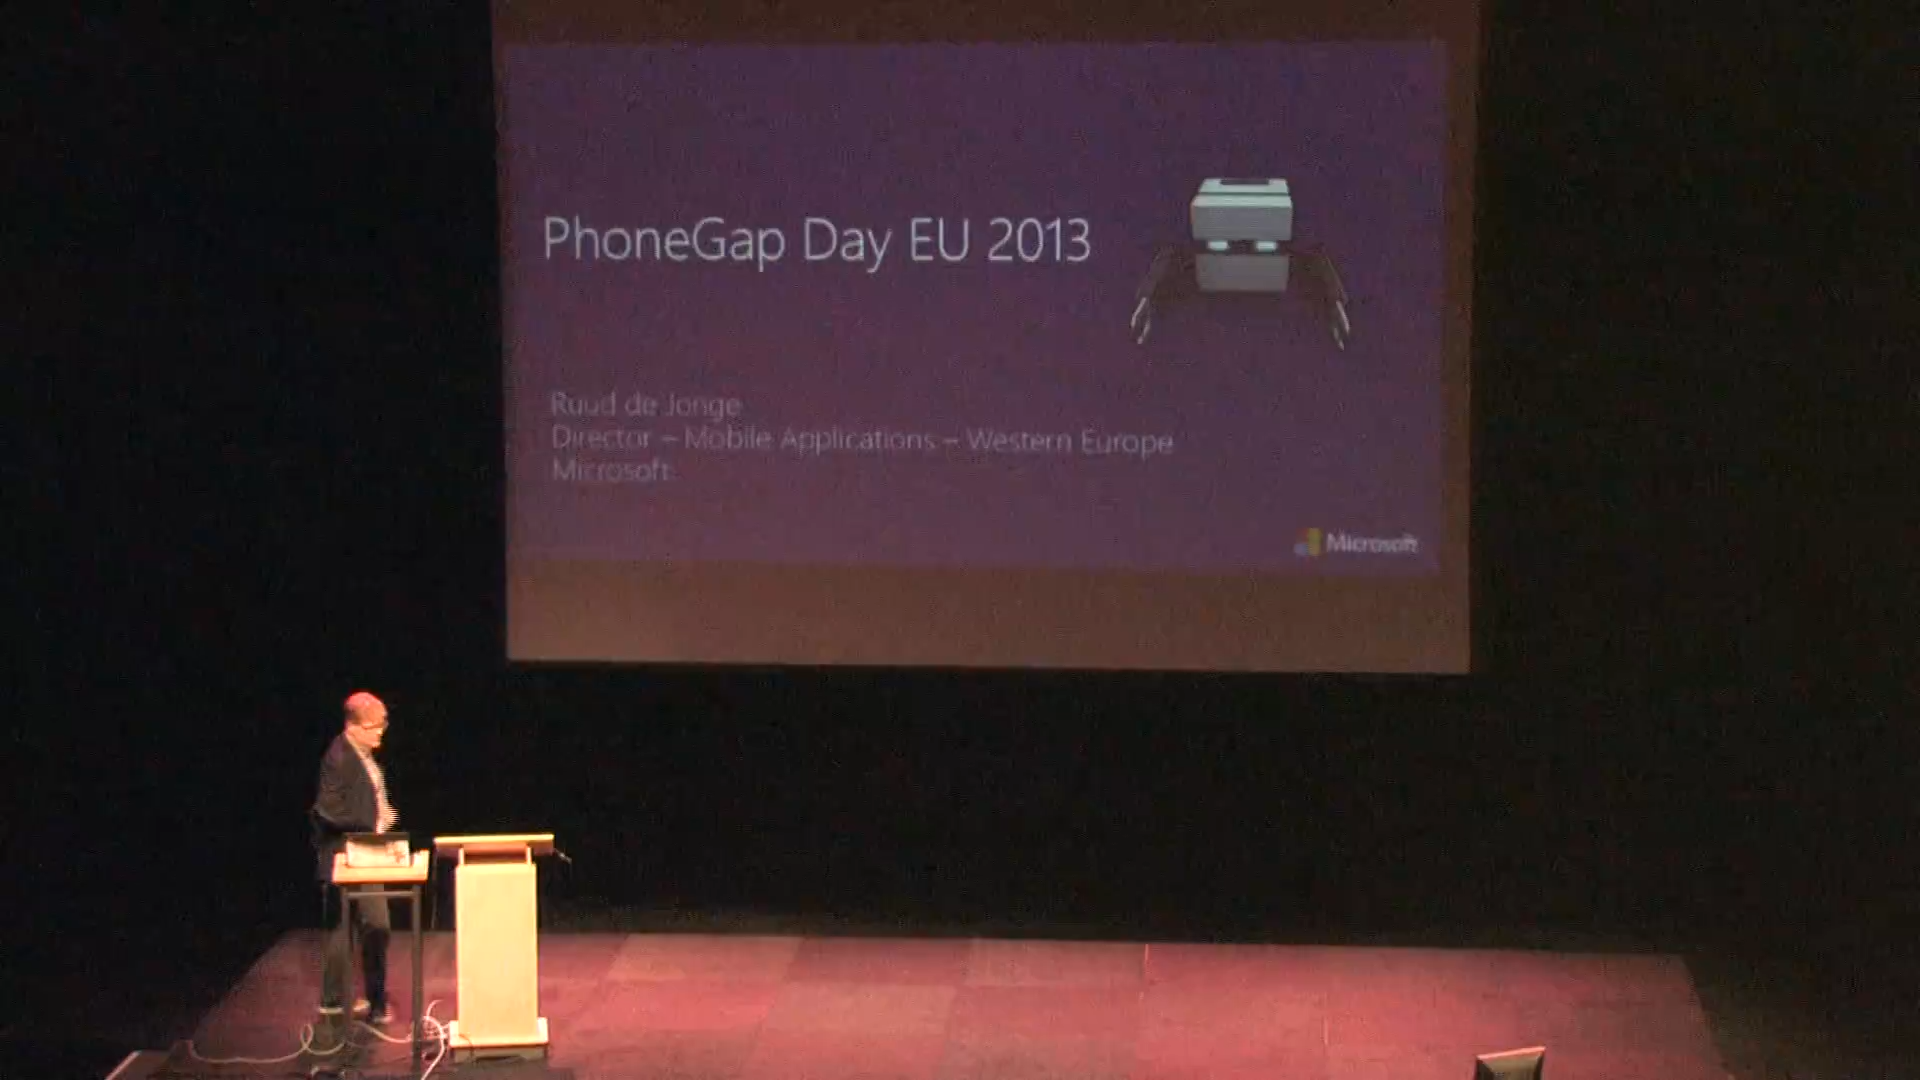 PhoneGap Day EU 2013
Ruud de Jonge
Director – Mobile Applications – Western Europe
Microsoft
Microsoft